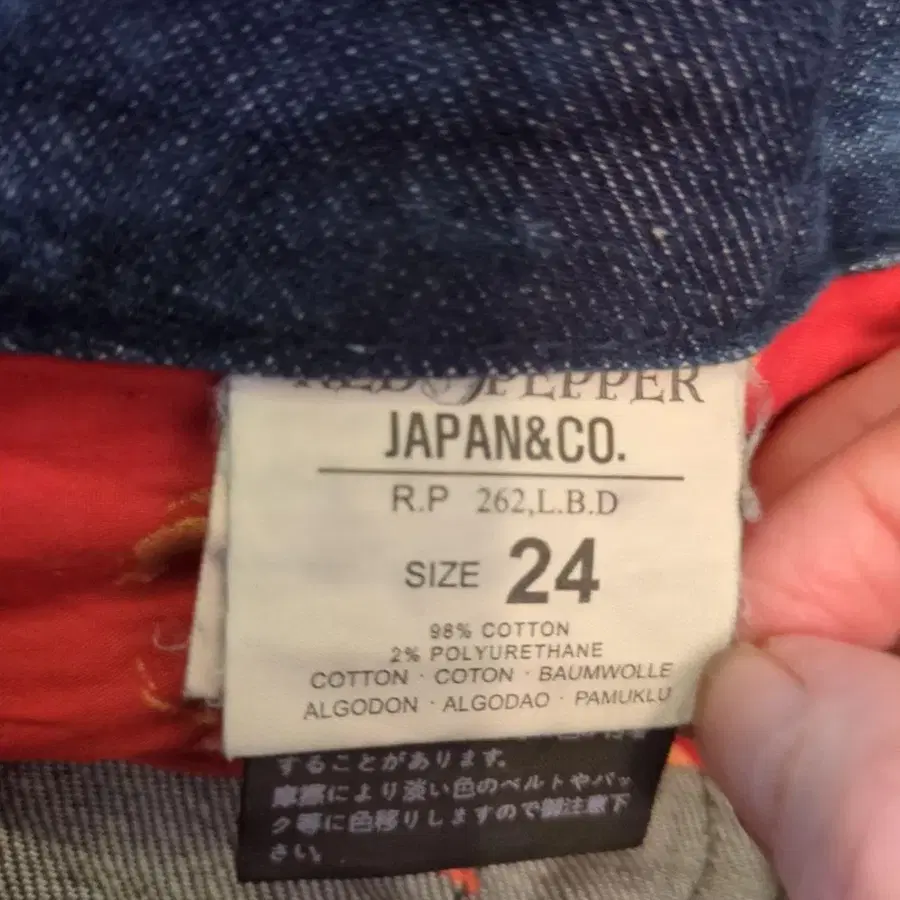 RED PEPPER
JAPAN&CO.
R.P 262,L.B.D
SIZE 24
98% COTTON
2% POLYURETHANE
COTTON · COTON · BAUMWOLLE
ALGODON · ALGODAO · PAMUKLU
することがあります。
摩擦により淡い色のベルトやバッ
ク等に色移りしますので御注意下
さい。